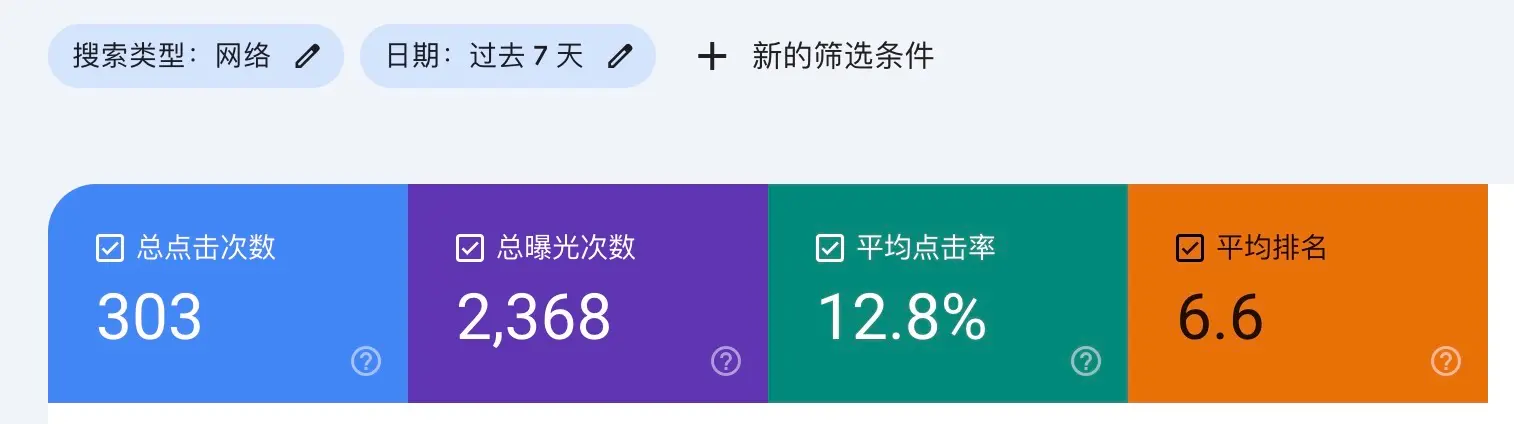 搜索类型：网络
日期：过去 7 天
+ 新的筛选条件
总点击次数
303
总曝光次数
2,368
平均点击率
12.8%
平均排名
6.6